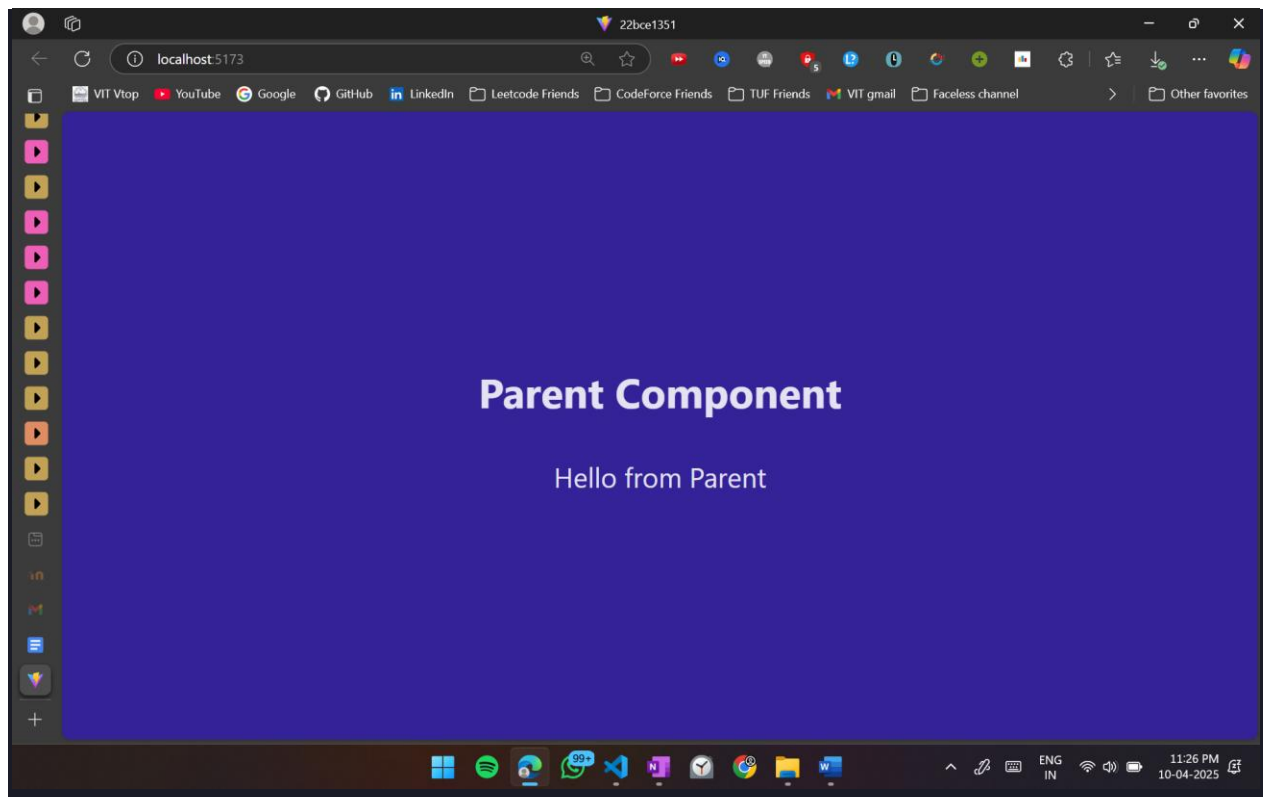 22bce1351
localhost:5173
VIT Vtop YouTube Google GitHub LinkedIn Leetcode Friends CodeForce Friends TUF Friends VIT gmail Faceless channel Other favorites
Parent Component
Hello from Parent
99+
ENG
IN
11:26 PM
10-04-2025